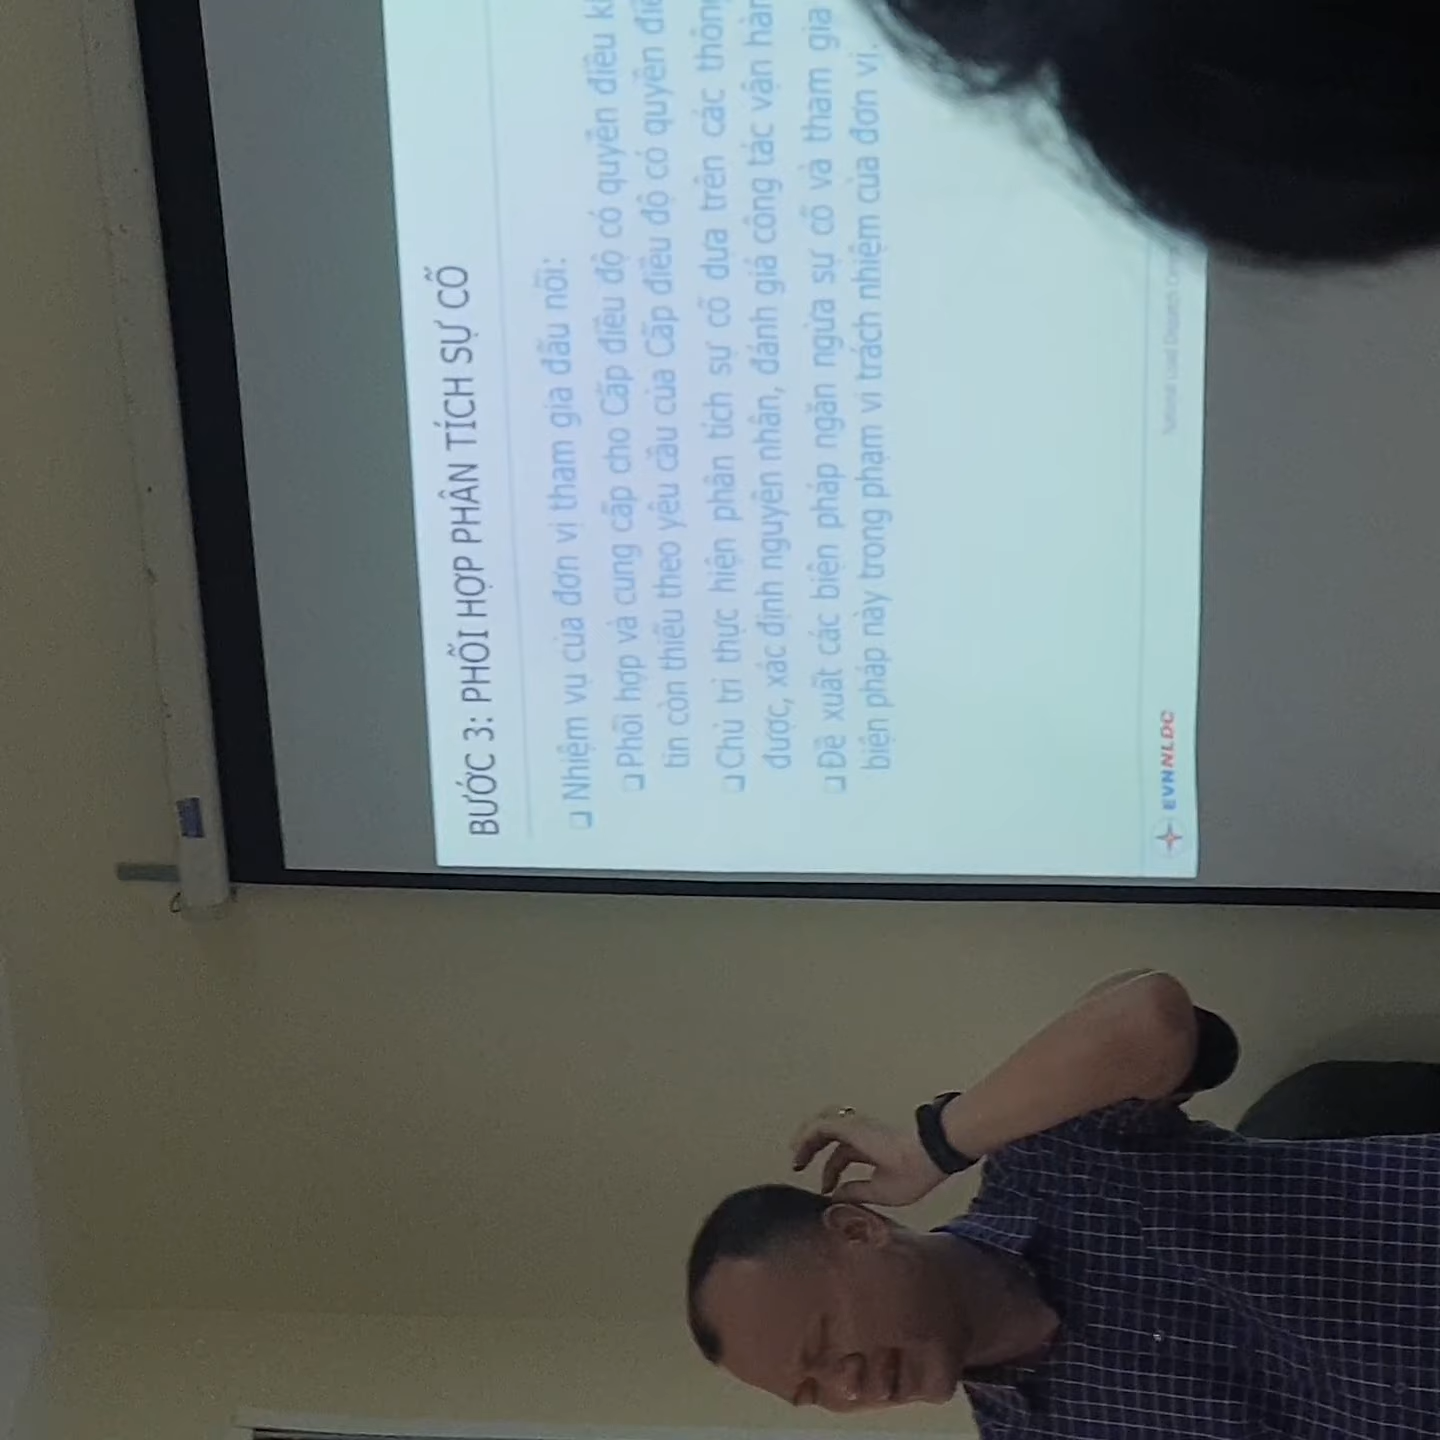 BƯỚC 3: PHỐI HỢP PHÂN TÍCH SỰ CỐ
❑ Nhiệm vụ của đơn vị tham gia đấu nối:
❑ Phối hợp và cung cấp cho Cấp điều độ có quyền điều
tin còn thiếu theo yêu cầu của Cấp điều độ có quyền
❑ Chủ trì thực hiện phân tích sự cố dựa trên các thông
được, xác định nguyên nhân, đánh giá công tác vận
❑ Đề xuất các biện pháp ngăn ngừa sự cố và tham gia
biện pháp này trong phạm vi trách nhiệm của đơn vị.
EVNNLDC